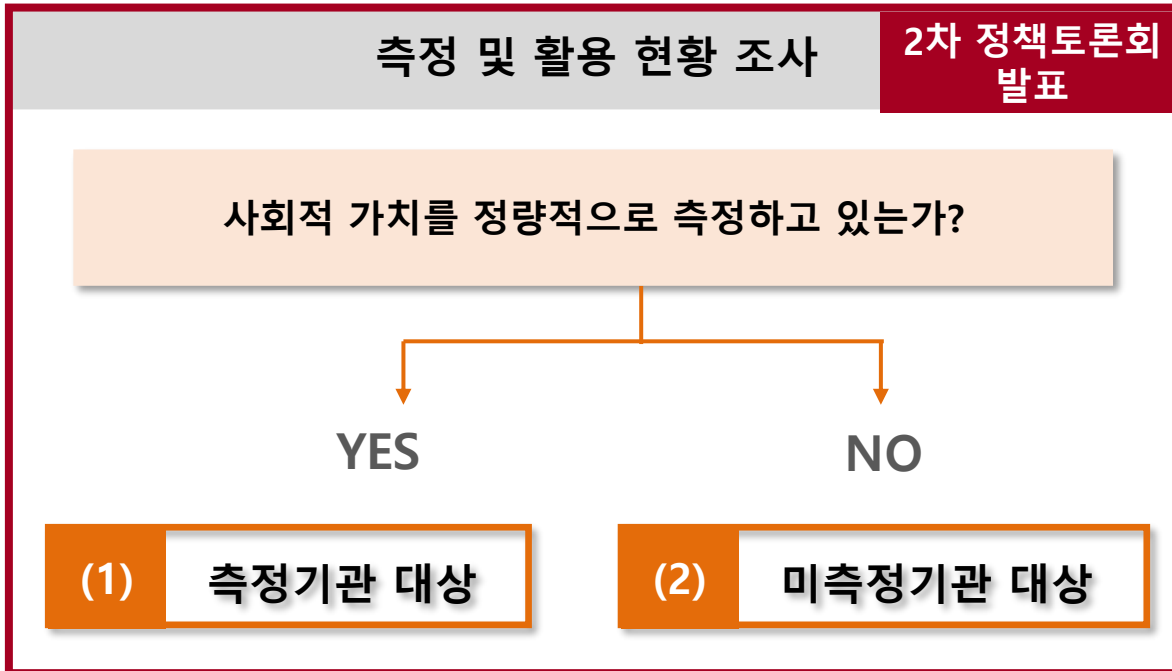 측정 및 활용 현황 조사
2차 정책토론회
발표
사회적 가치를 정량적으로 측정하고 있는가?
YES
NO
(1) 측정기관 대상
(2) 미측정기관 대상